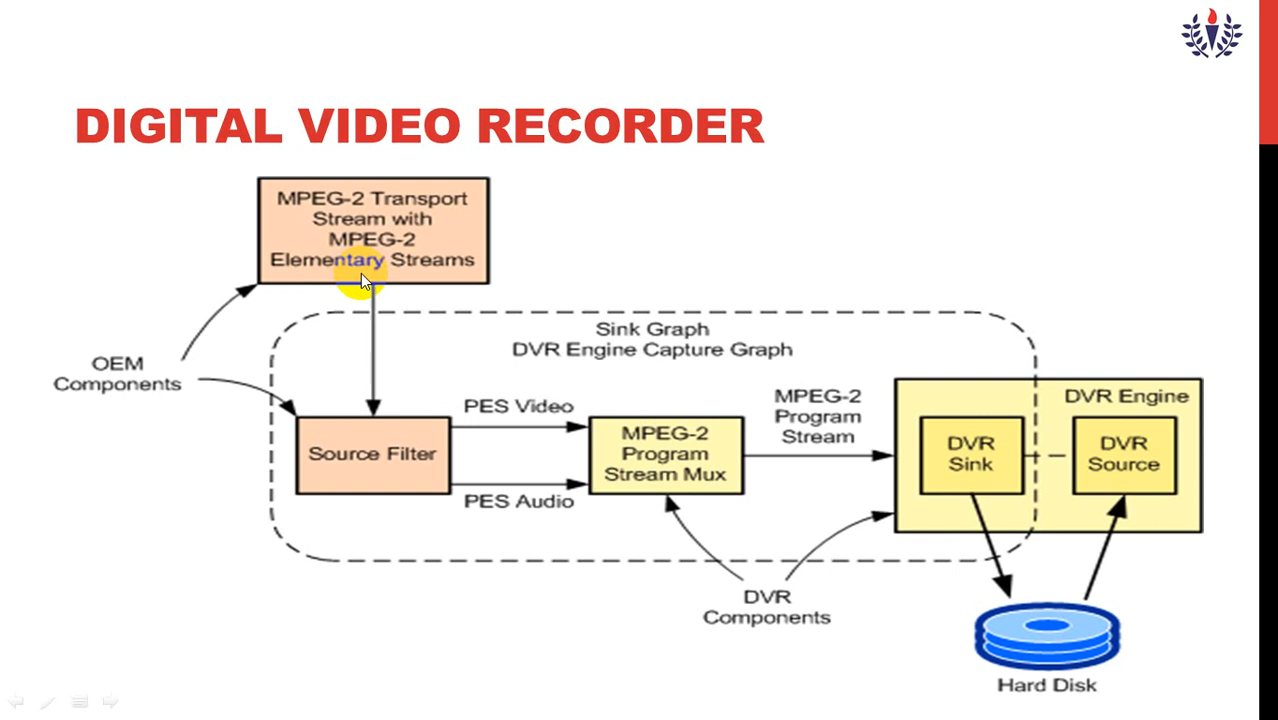 DIGITAL VIDEO RECORDER
MPEG-2 Transport
Stream with
MPEG-2
Elementary Streams
Sink Graph
DVR Engine Capture Graph
OEM
Components
Source Filter
PES Video
PES Audio
MPEG-2
Program
Stream Mux
MPEG-2
Program
Stream
DVR Engine
DVR
Sink
DVR
Source
DVR
Components
Hard Disk